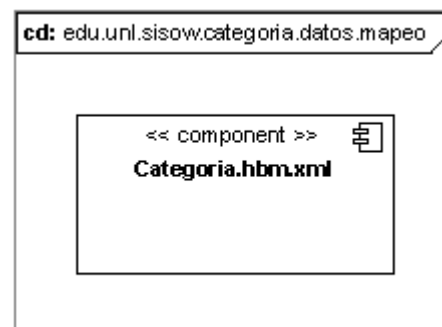 cd: edu.unl.sisow.categoria.datos.mapeo
<< component >>
Categoria.hbm.xml